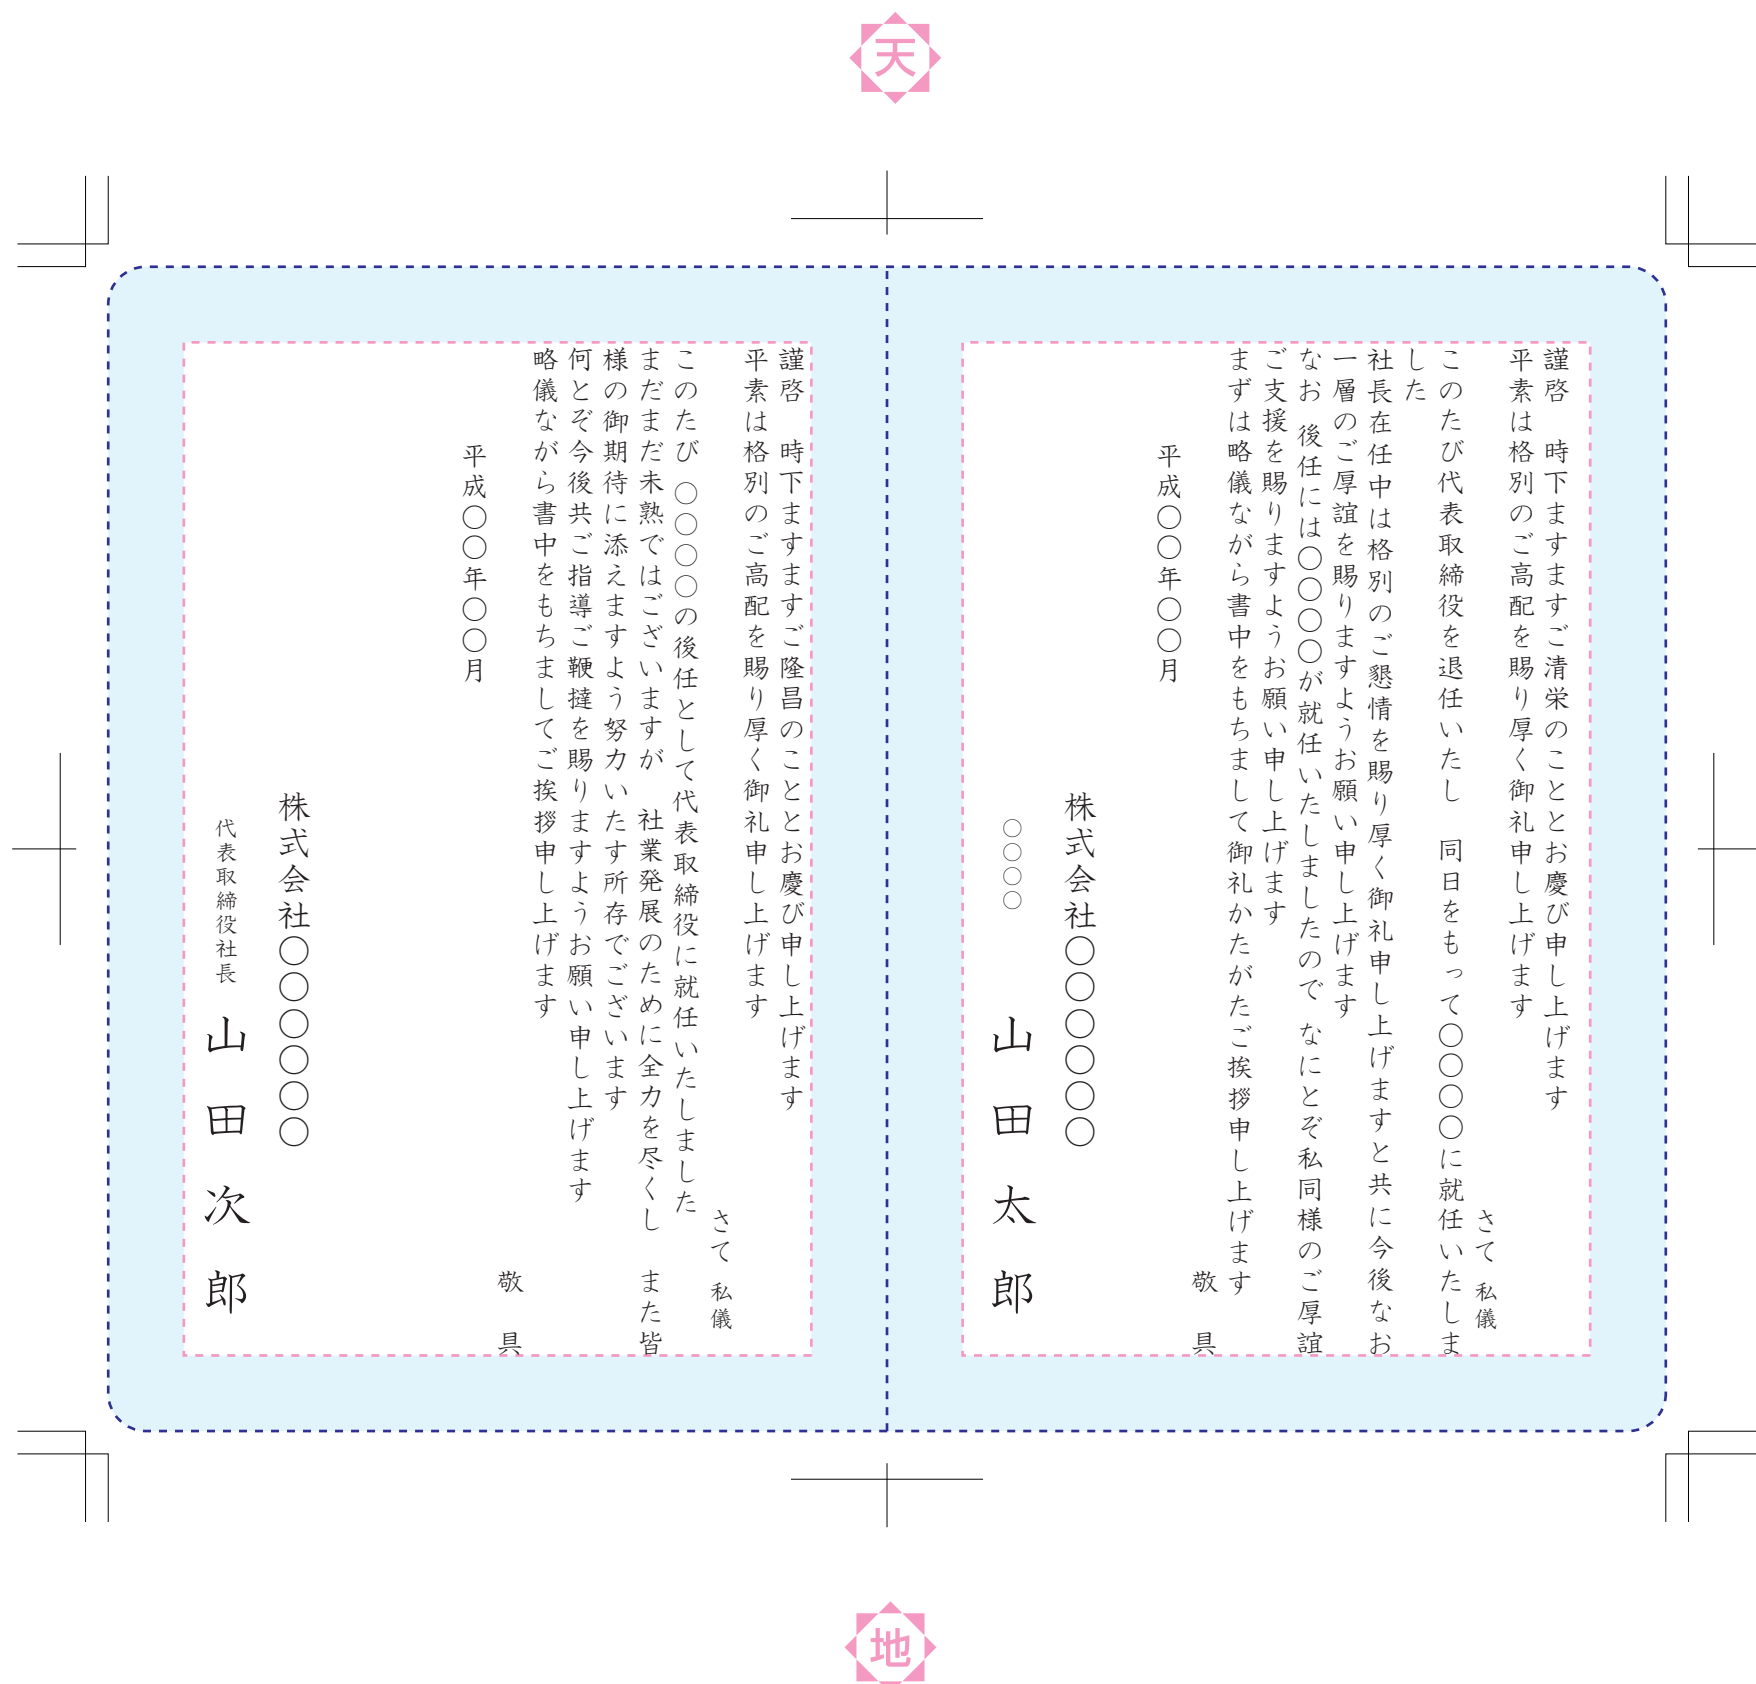 天
謹啓　時下ますますご清栄のこととお慶び申し上げます
平素は格別のご高配を賜り厚く御礼申し上げます
さて 私儀
このたび代表取締役を退任いたし　同日をもって〇〇〇〇に就任いたしま
した
社長在任中は格別のご懇情を賜り厚く御礼申し上げますと共に今後なお
一層のご厚誼を賜りますようお願い申し上げます
なお 後任には〇〇〇〇が就任いたしましたので なにとぞ私同様のご厚誼
ご支援を賜りますようお願い申し上げます
まずは略儀ながら書中をもちまして御礼かたがたご挨拶申し上げます
敬　具
平成〇〇年〇〇月
株式会社〇〇〇〇〇〇
〇〇〇〇　山田太郎
謹啓　時下ますますご隆昌のこととお慶び申し上げます
平素は格別のご高配を賜り厚く御礼申し上げます
さて 私儀
このたび 〇〇〇〇の後任として代表取締役に就任いたしました
まだまだ未熟ではございますが　社業発展のために全力を尽くし　また皆
様の御期待に添えますよう努力いたす所存でございます
何とぞ今後共ご指導ご鞭撻を賜りますようお願い申し上げます
略儀ながら書中をもちましてご挨拶申し上げます
敬　具
平成〇〇年〇〇月
株式会社〇〇〇〇〇〇
代表取締役社長　山田次郎
地